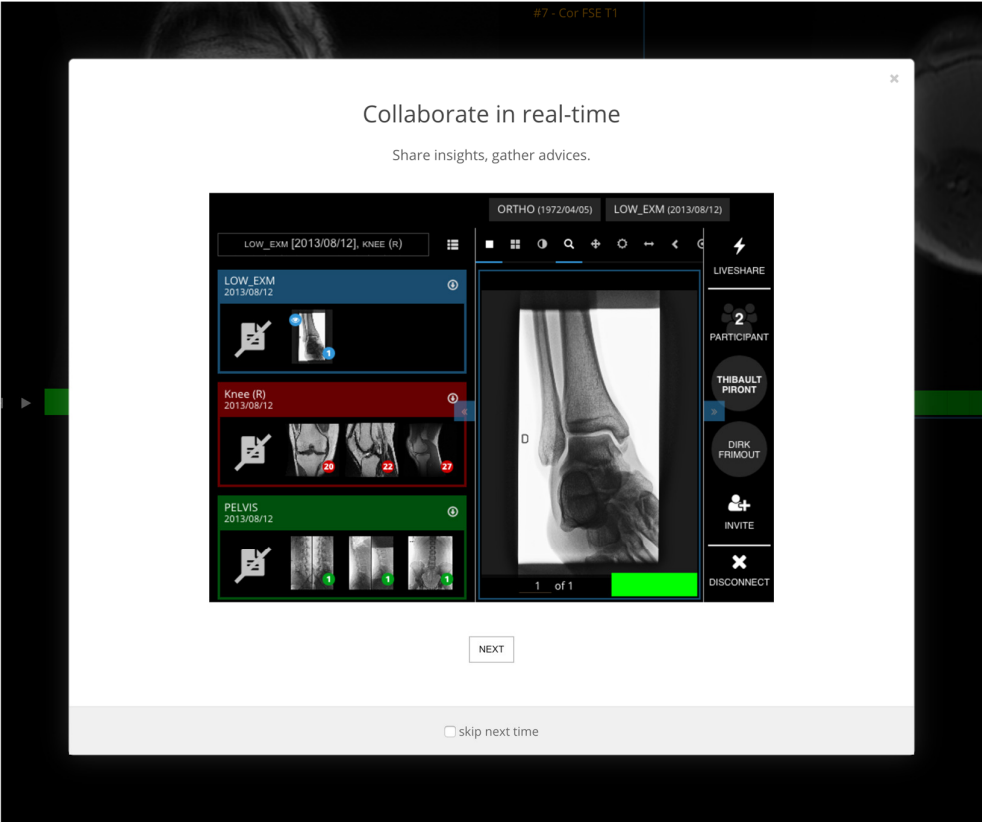 #7 - Cor FSE T1
×
Collaborate in real-time
Share insights, gather advices.
ORTHO (1972/04/05)
LOW_EXM (2013/08/12)
LOW_EXM [2013/08/12], KNEE (R)
LOW_EXM
2013/08/12
1
Knee (R)
2013/08/12
20
22
27
PELVIS
2013/08/12
1
1
1
«
D
»
1 of 1
LIVESHARE
2
PARTICIPANT
THIBAULT
PIRONT
DIRK
FRIMOUT
INVITE
DISCONNECT
NEXT
skip next time